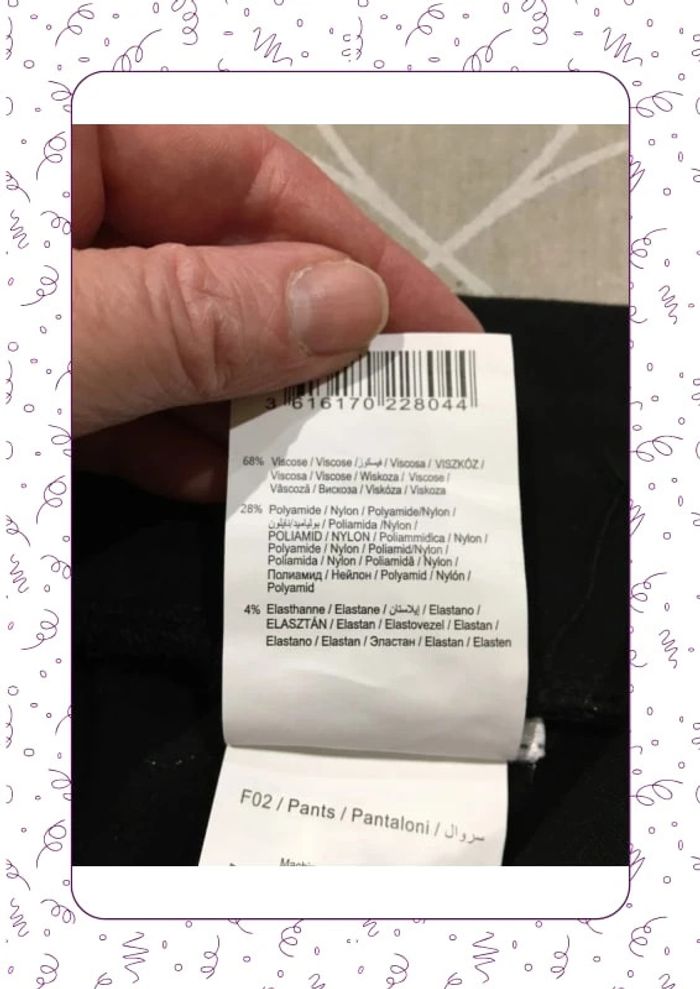 3 616170 228044
68% Viscose / Viscose / فيسكوز / Viscosa / VISZKÓZ /
Viscosa / Viscose / Wiskoza / Viscose /
Vâscoză / Вискоза / Viskóza / Viskoza
28% Polyamide / Nylon / Polyamide/Nylon /
بولياميد/نايلون / Poliamida /Nylon /
POLIAMID / NYLON / Poliammidica / Nylon /
Polyamide / Nylon / Poliamid/Nylon /
Poliamida / Nylon / Poliamidă / Nylon /
Полиамид / Нейлон / Polyamid / Nylón /
Polyamid
4% Elasthanne / Elastane / إيلاستان / Elastano /
ELASZTÁN / Elastan / Elastovezel / Elastan /
Elastano / Elastan / Эластан / Elastan / Elasten
F02 / Pants / Pantaloni / سروال